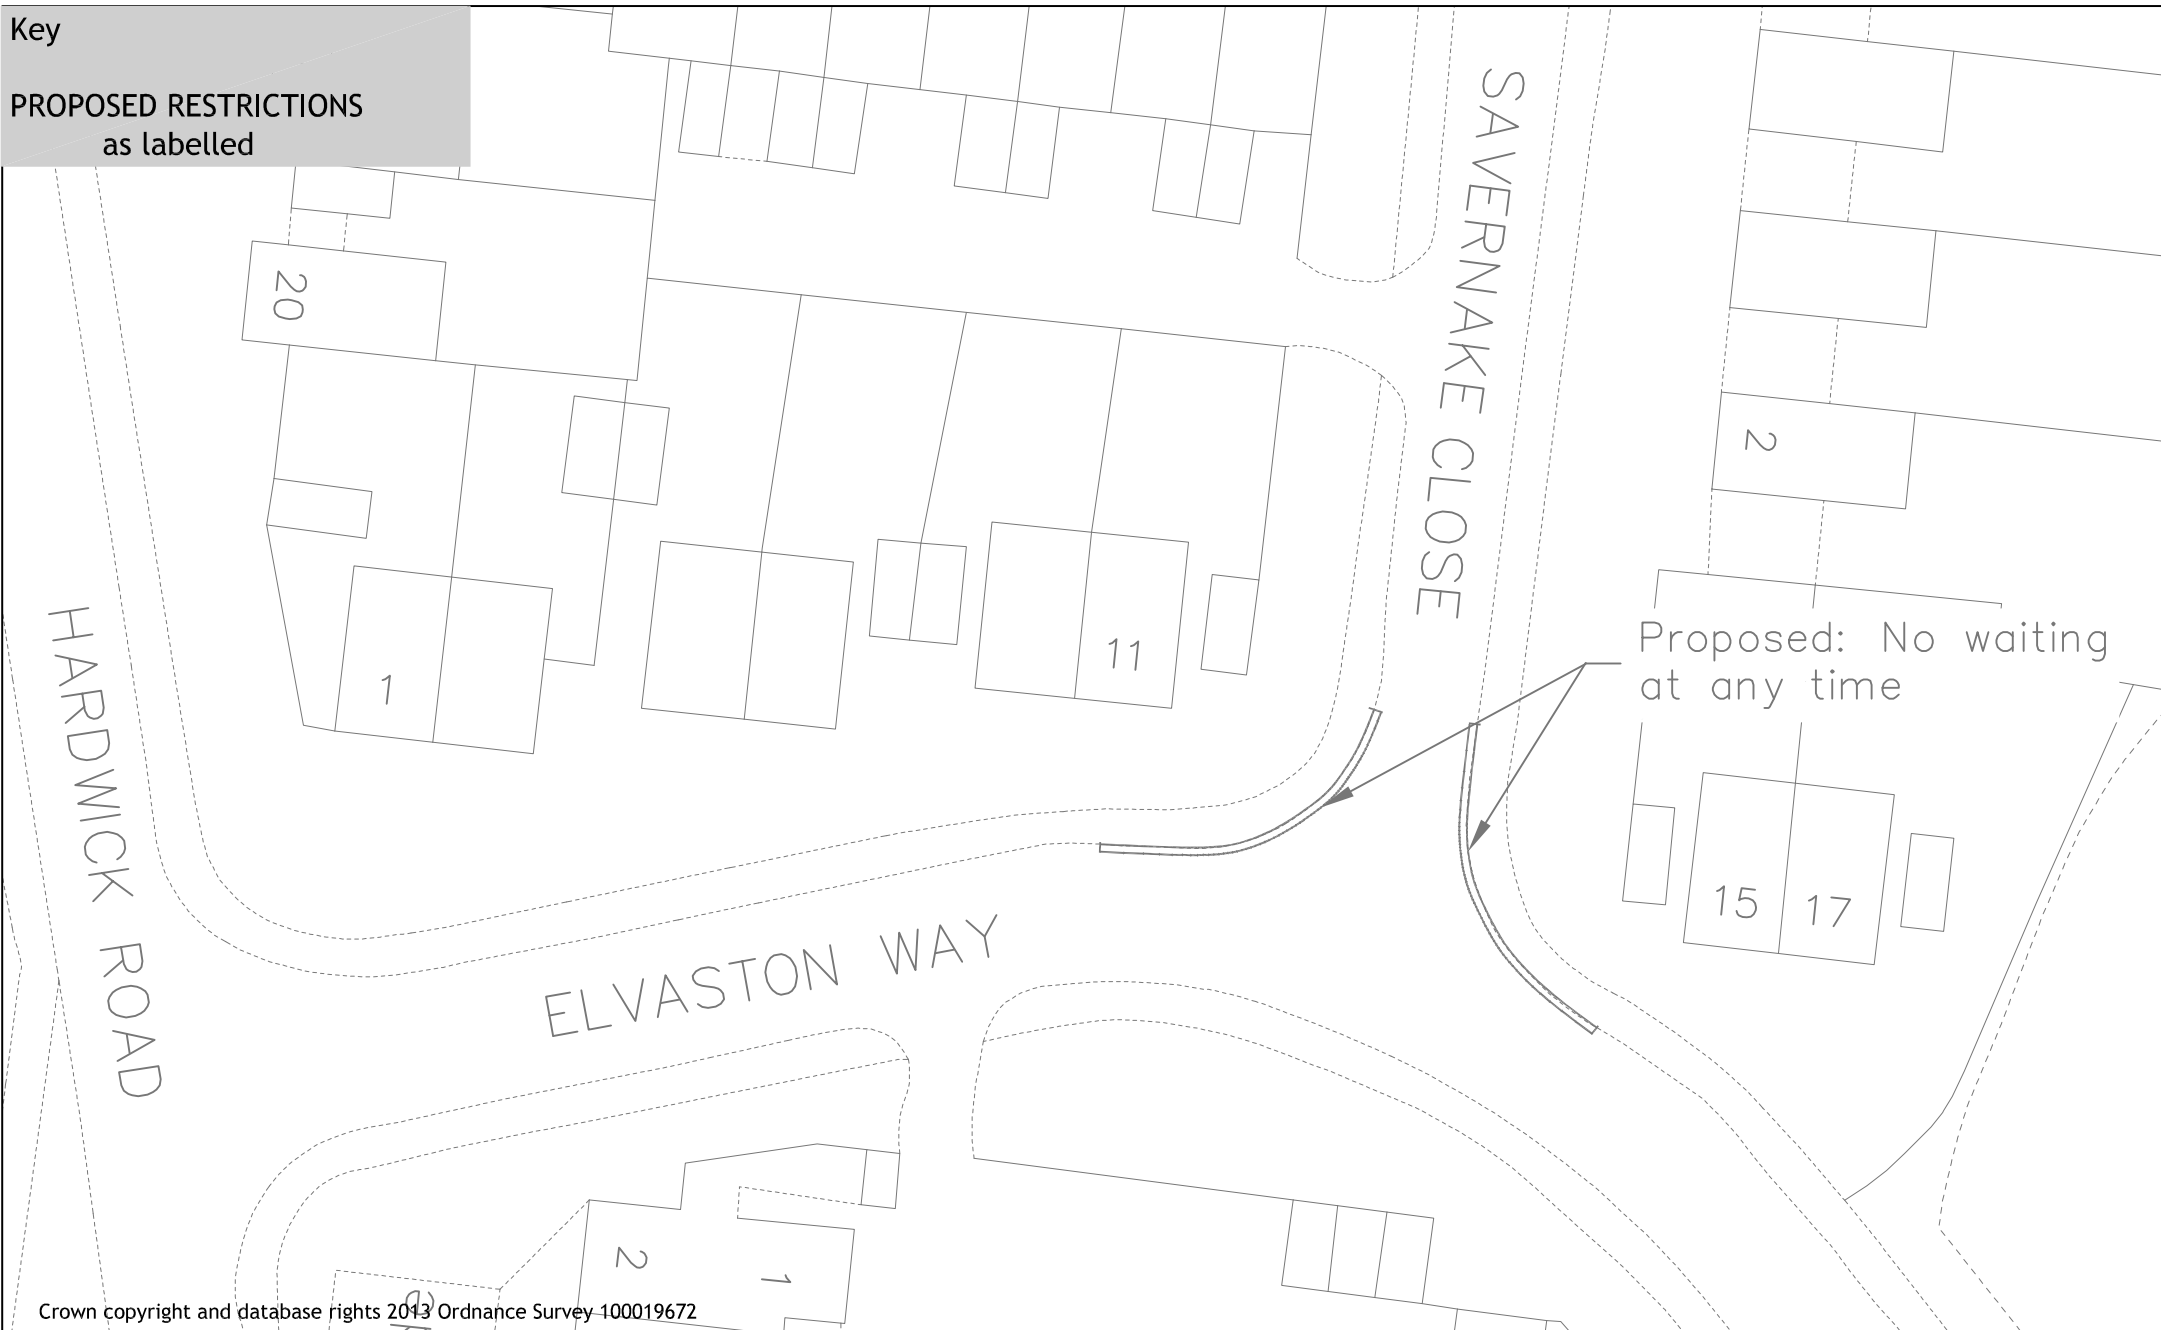 Key
PROPOSED RESTRICTIONS
as labelled
SAVERNAKE CLOSE
20
2
11
1
Proposed: No waiting
at any time
HARDWICK ROAD
15
17
ELVASTON WAY
2
1
Crown copyright and database rights 2013 Ordnance Survey 100019672